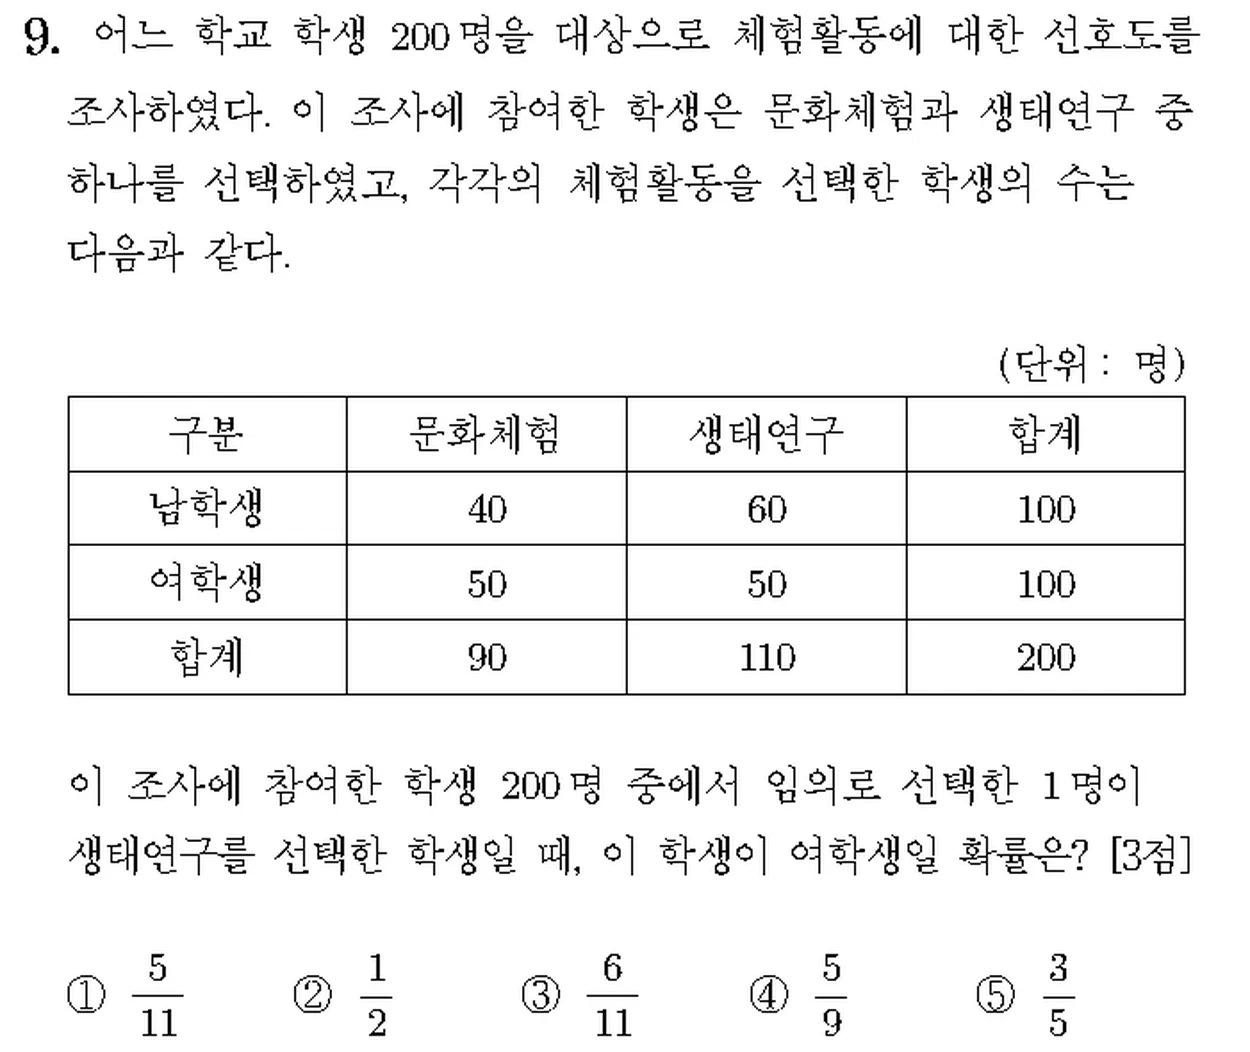 9. 어느 학교 학생 200명을 대상으로 체험활동에 대한 선호도를
조사하였다. 이 조사에 참여한 학생은 문화체험과 생태연구 중
하나를 선택하였고, 각각의 체험활동을 선택한 학생의 수는
다음과 같다.
(단위 : 명)
구분 문화체험 생태연구 합계
남학생 40 60 100
여학생 50 50 100
합계 90 110 200
이 조사에 참여한 학생 200명 중에서 임의로 선택한 1명이
생태연구를 선택한 학생일 때, 이 학생이 여학생일 확률은? [3점]
① 5/11 ② 1/2 ③ 6/11 ④ 5/9 ⑤ 3/5